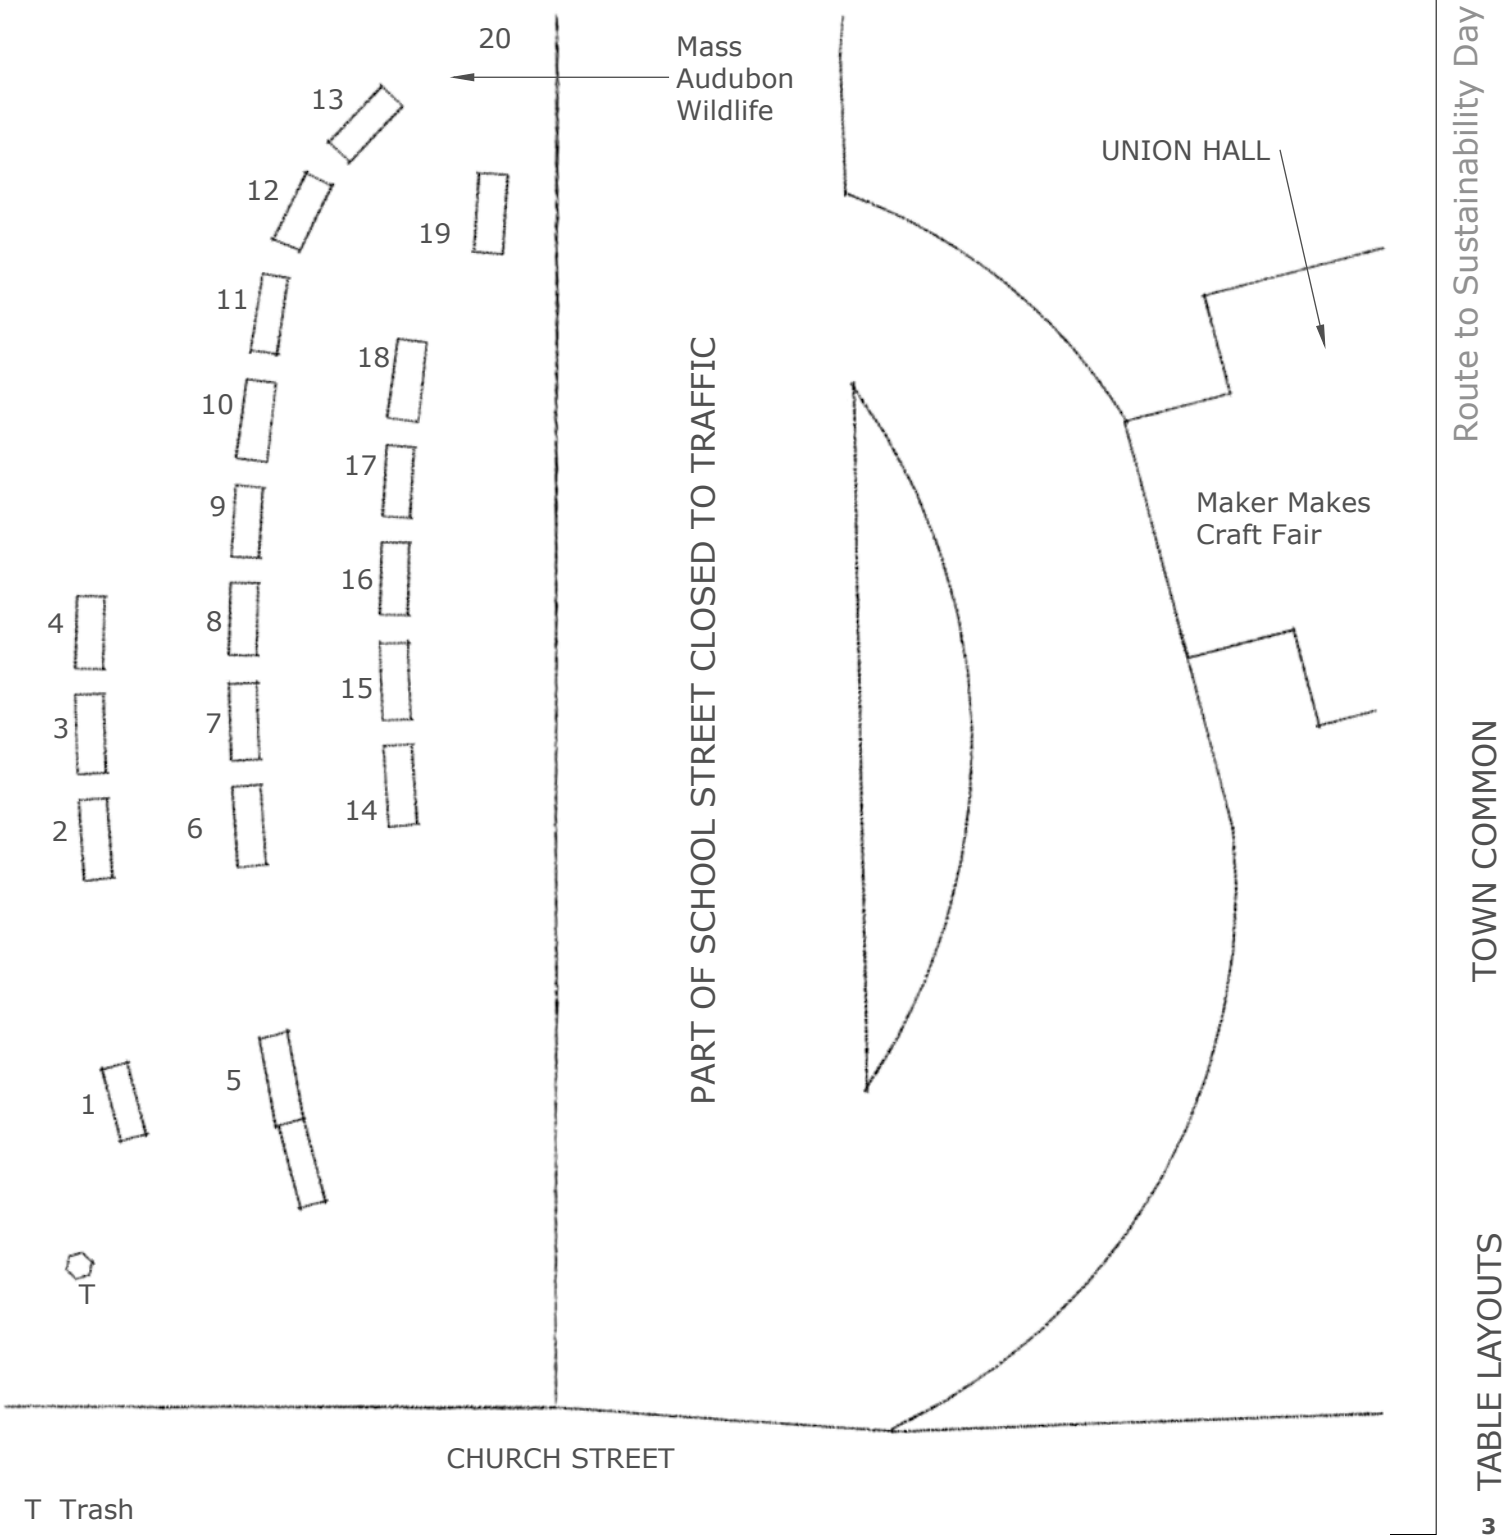 20
Mass
Audubon
Wildlife
13
UNION HALL
12
19
11
18
10
17
9
Maker Makes
Craft Fair
16
4
8
15
3
7
14
2
6
PART OF SCHOOL STREET CLOSED TO TRAFFIC
5
1
T
CHURCH STREET
T Trash
Route to Sustainability Day
TOWN COMMON
TABLE LAYOUTS
3